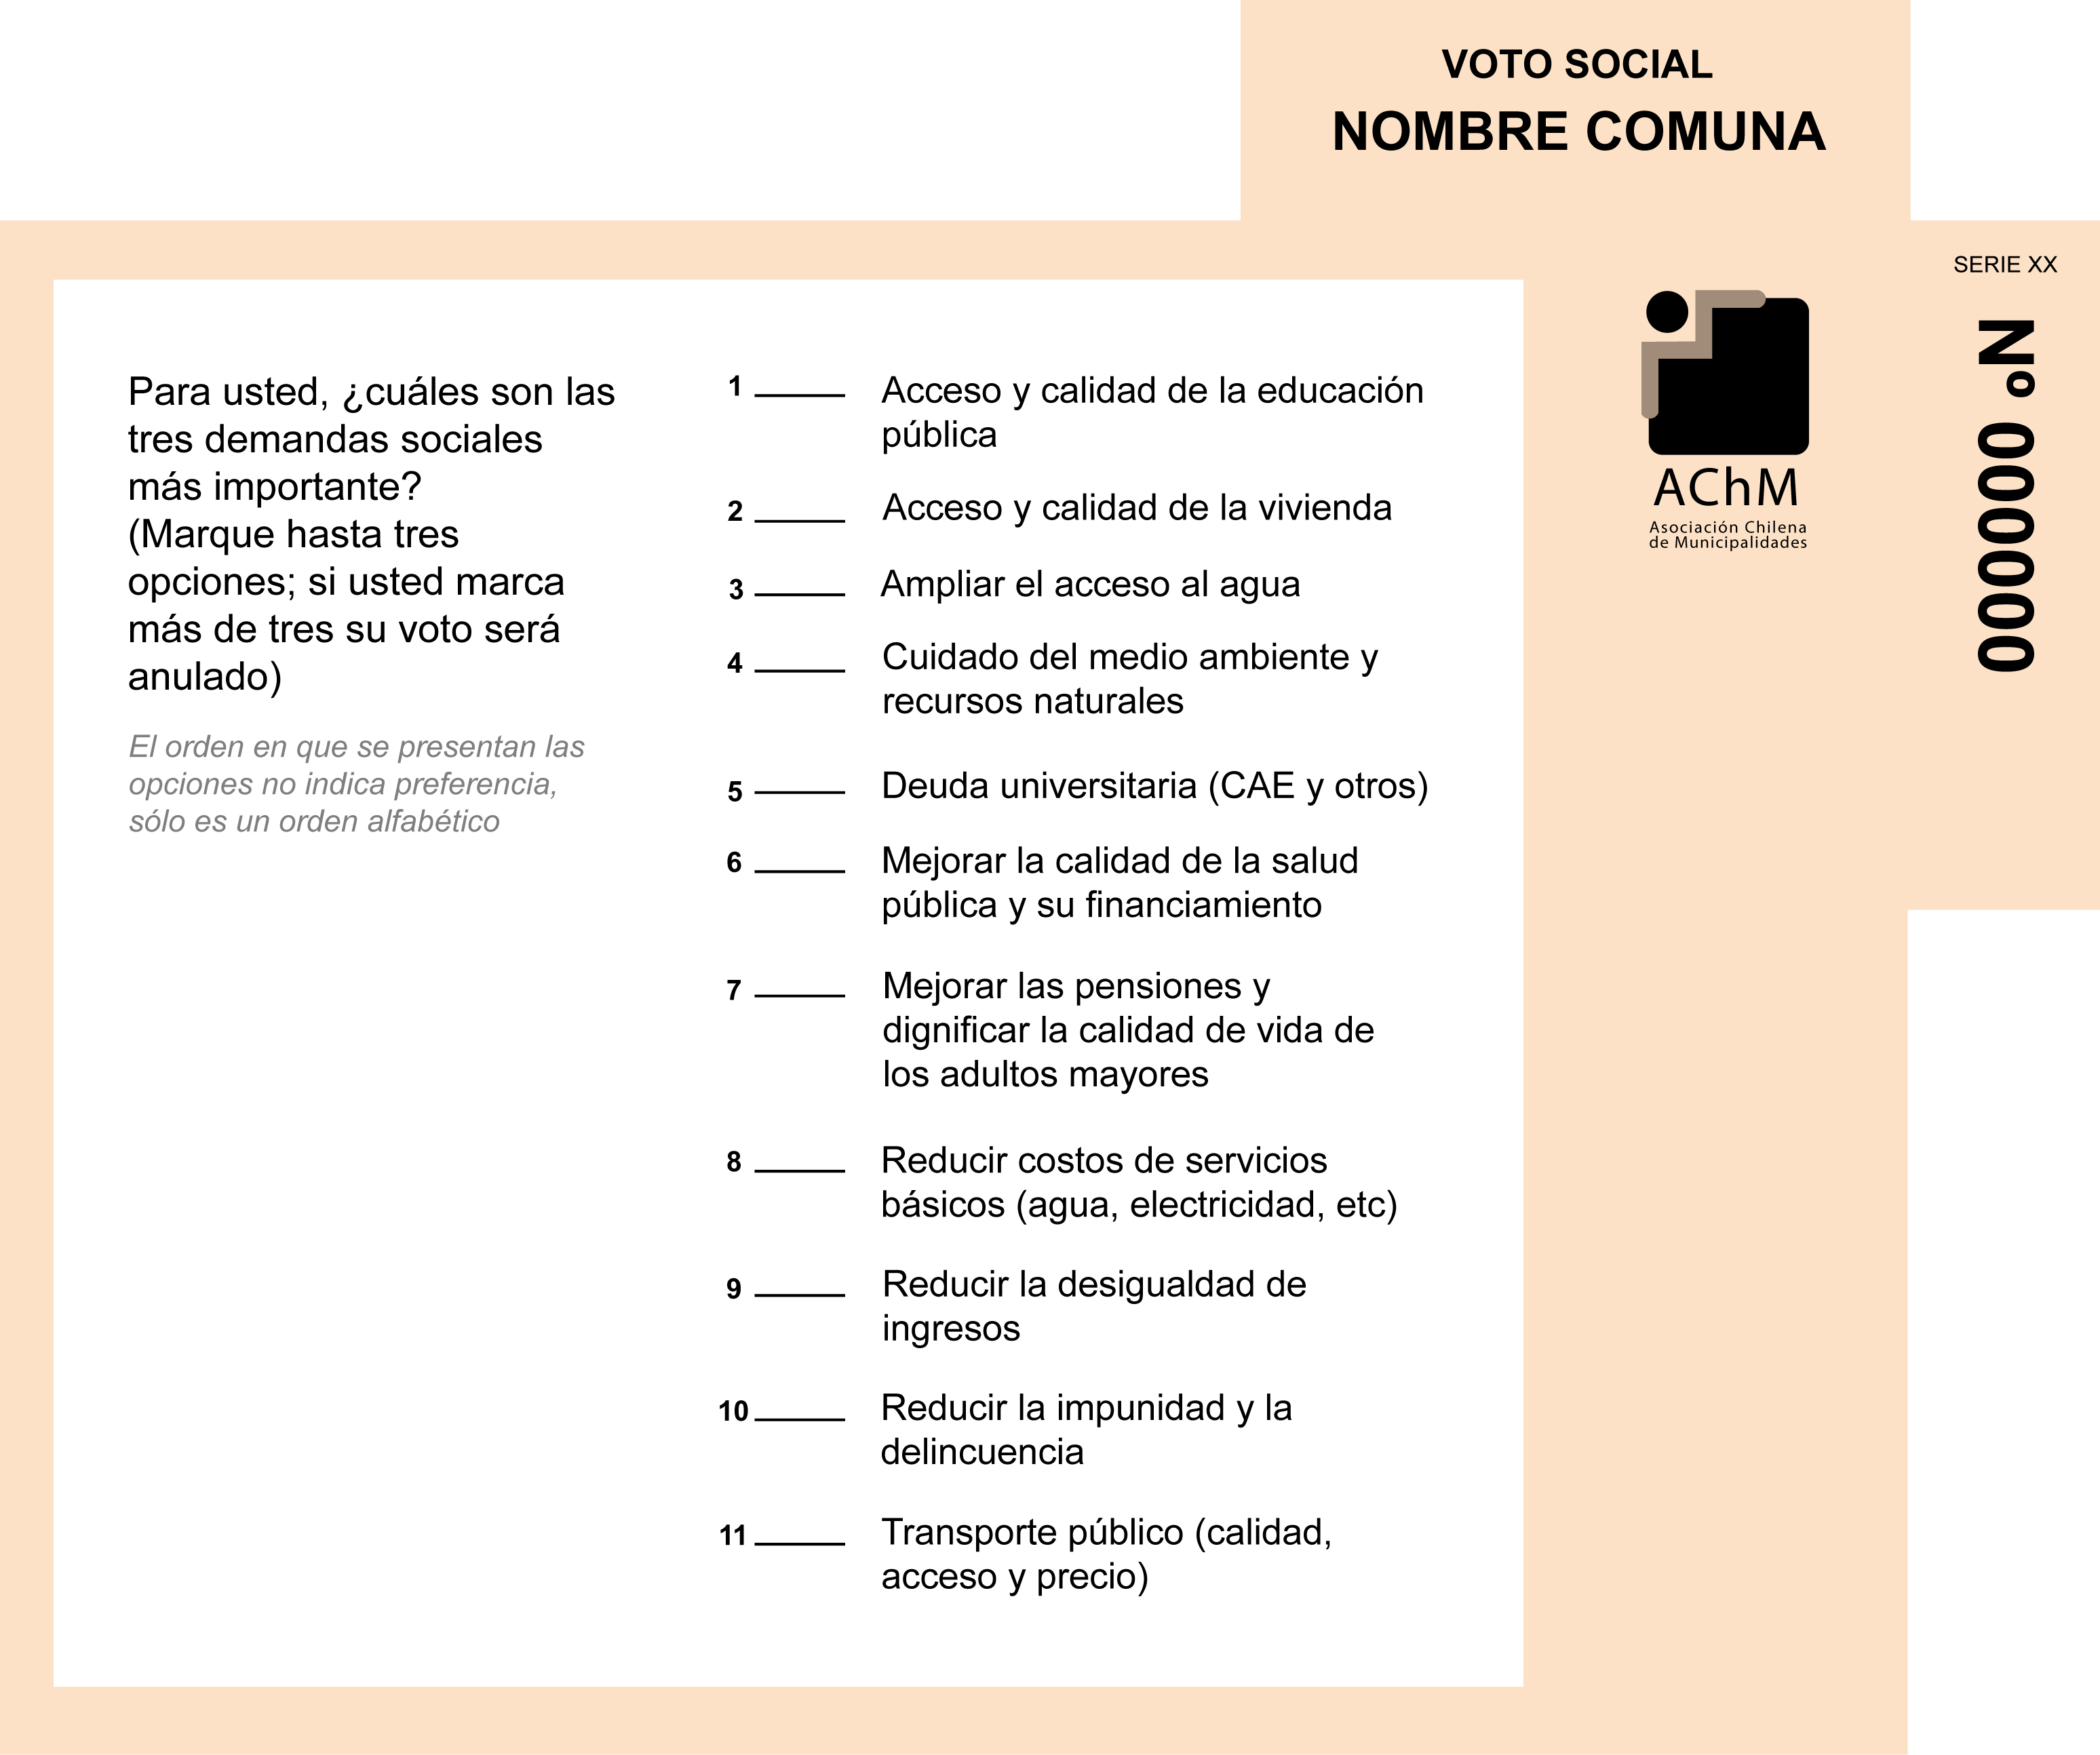 VOTO SOCIAL
NOMBRE COMUNA
SERIE XX
Nº 000000
AChM
Asociación Chilena
de Municipalidades
Para usted, ¿cuáles son las
tres demandas sociales
más importante?
(Marque hasta tres
opciones; si usted marca
más de tres su voto será
anulado)
El orden en que se presentan las
opciones no indica preferencia,
sólo es un orden alfabético
1 ______ Acceso y calidad de la educación
pública
2 ______ Acceso y calidad de la vivienda
3 ______ Ampliar el acceso al agua
4 ______ Cuidado del medio ambiente y
recursos naturales
5 ______ Deuda universitaria (CAE y otros)
6 ______ Mejorar la calidad de la salud
pública y su financiamiento
7 ______ Mejorar las pensiones y
dignificar la calidad de vida de
los adultos mayores
8 ______ Reducir costos de servicios
básicos (agua, electricidad, etc)
9 ______ Reducir la desigualdad de
ingresos
10 ______ Reducir la impunidad y la
delincuencia
11 ______ Transporte público (calidad,
acceso y precio)